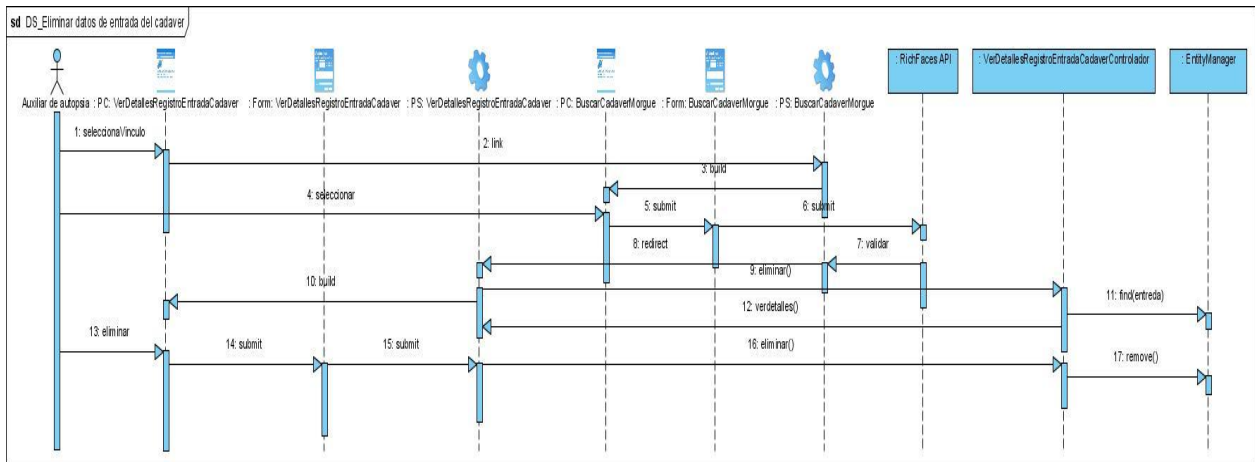 sd DS_Eliminar datos de entrada del cadaver
Auxiliar de autopsia
: PC: VerDetallesRegistroEntradaCadaver
: Form: VerDetallesRegistroEntradaCadaver
: PS: VerDetallesRegistroEntradaCadaver
: PC: BuscarCadaverMorgue
: Form: BuscarCadaverMorgue
: PS: BuscarCadaverMorgue
: RichFaces API
: VerDetallesRegistroEntradaCadaverControlador
: EntityManager
1: seleccionaVinculo
2: link
3: build
4: seleccionar
5: submit
6: submit
8: redirect
7: validar
9: eliminar()
10: build
11: find(entreda)
12: verdetalles()
13: eliminar
14: submit
15: submit
16: eliminar()
17: remove()